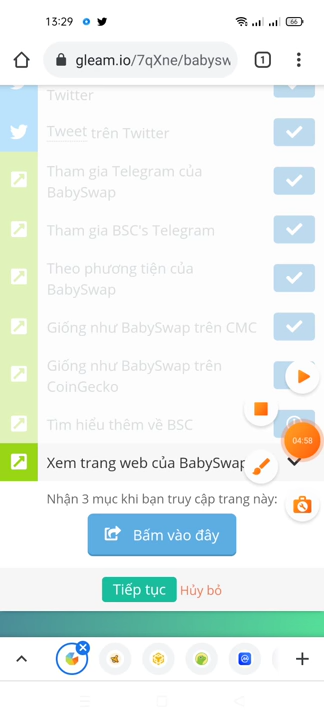 13:29
66
gleam.io/7qXne/babysw
1
Twitter
Tweet trên Twitter
Tham gia Telegram của
BabySwap
Tham gia BSC's Telegram
Theo phương tiện của
BabySwap
Giống như BabySwap trên CMC
Giống như BabySwap trên
CoinGecko
Tìm hiểu thêm về BSC
04:58
Xem trang web của BabySwap
Nhận 3 mục khi bạn truy cập trang này:
Bấm vào đây
Tiếp tục Hủy bỏ